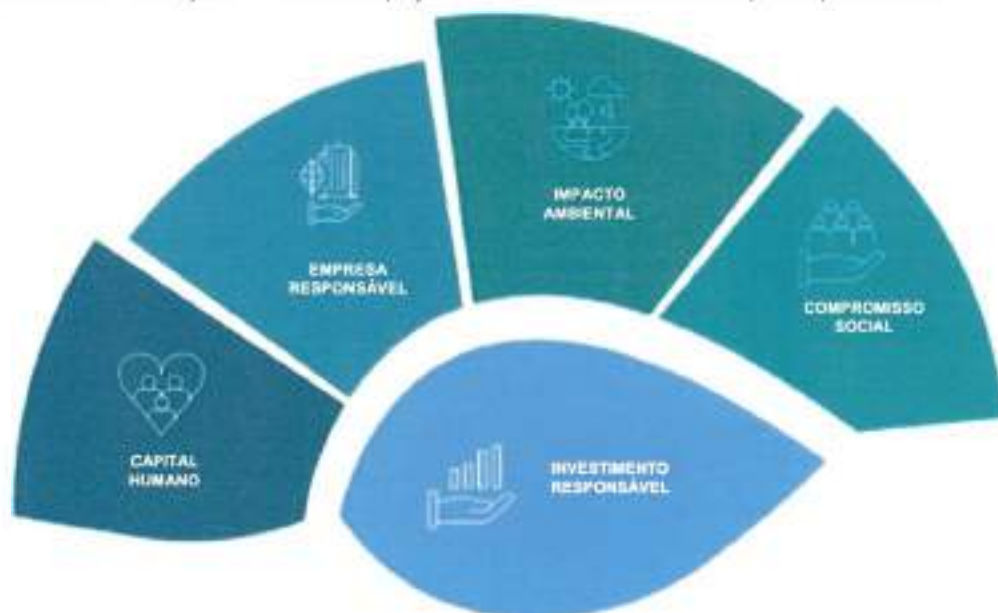 CAPITAL
HUMANO
EMPRESA
RESPONSÁVEL
IMPACTO
AMBIENTAL
COMPROMISSO
SOCIAL
INVESTIMENTO
RESPONSÁVEL